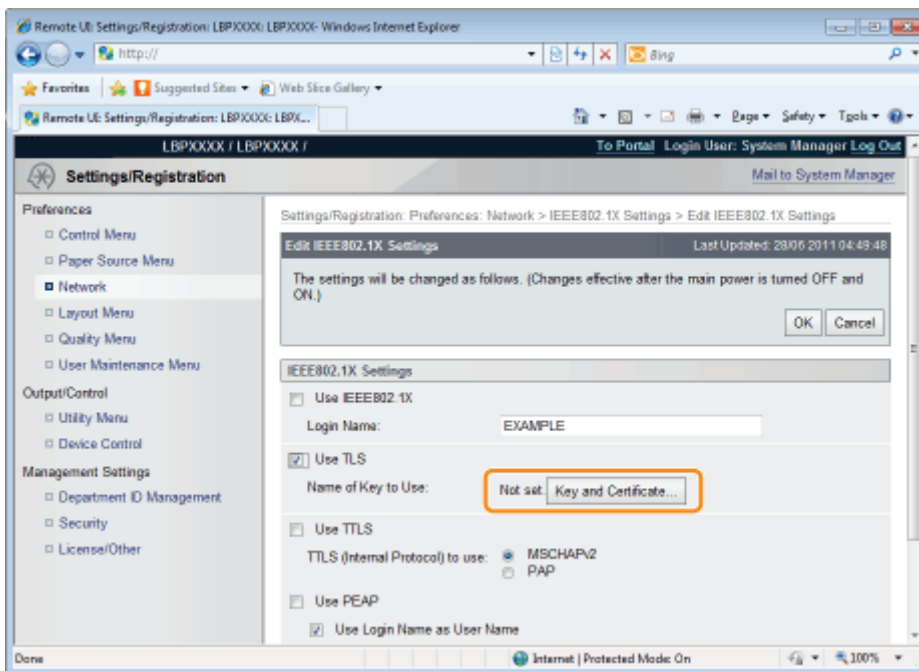 Remote UI: Settings/Registration: LBPXXXX: LBPXXXX- Windows Internet Explorer
http://
Bing
Favorites Suggested Sites Web Slice Gallery
Remote UI: Settings/Registration: LBPXXXX: LBPX...
Page Safety Tools
LBPXXXX / LBPXXXX /
To Portal Login User: System Manager Log Out
Settings/Registration
Mail to System Manager
Preferences
Control Menu
Paper Source Menu
Network
Layout Menu
Quality Menu
User Maintenance Menu
Output/Control
Utility Menu
Device Control
Management Settings
Department ID Management
Security
License/Other
Settings/Registration: Preferences: Network > IEEE802.1X Settings > Edit IEEE802.1X Settings
Edit IEEE802.1X Settings
Last Updated: 28/06 2011 04:49:48
The settings will be changed as follows. (Changes effective after the main power is turned OFF and
ON.)
OK Cancel
IEEE802.1X Settings
Use IEEE802.1X
Login Name: EXAMPLE
Use TLS
Name of Key to Use: Not set. Key and Certificate...
Use TTLS
TTLS (Internal Protocol) to use: MSCHAPv2
PAP
Use PEAP
Use Login Name as User Name
Done
Internet | Protected Mode: On
100%